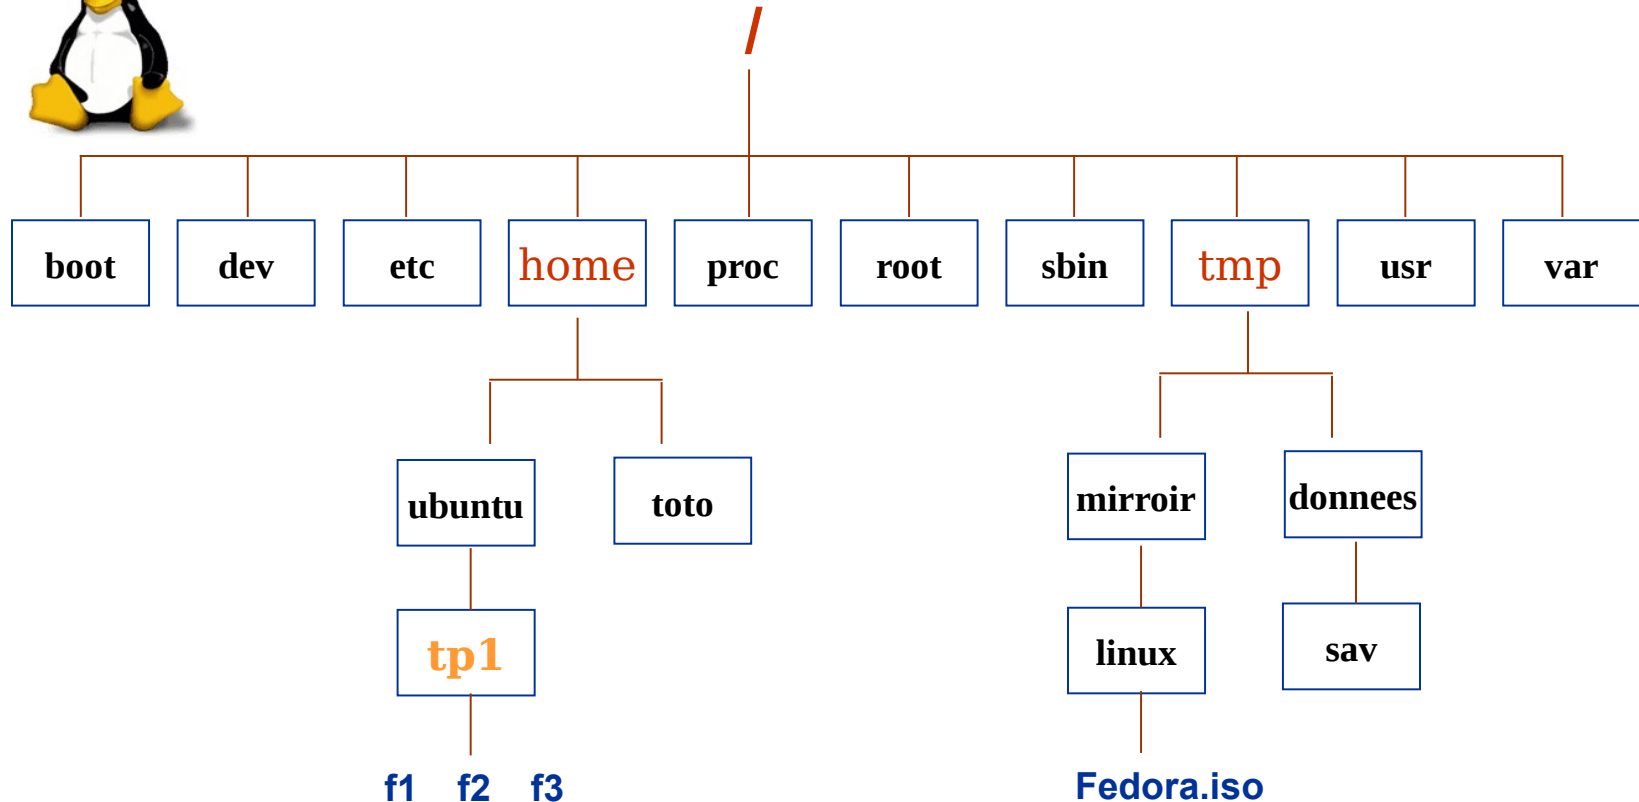 /
boot dev etc home proc root sbin tmp usr var
ubuntu toto mirroir donnees
tp1 linux sav
f1 f2 f3 Fedora.iso